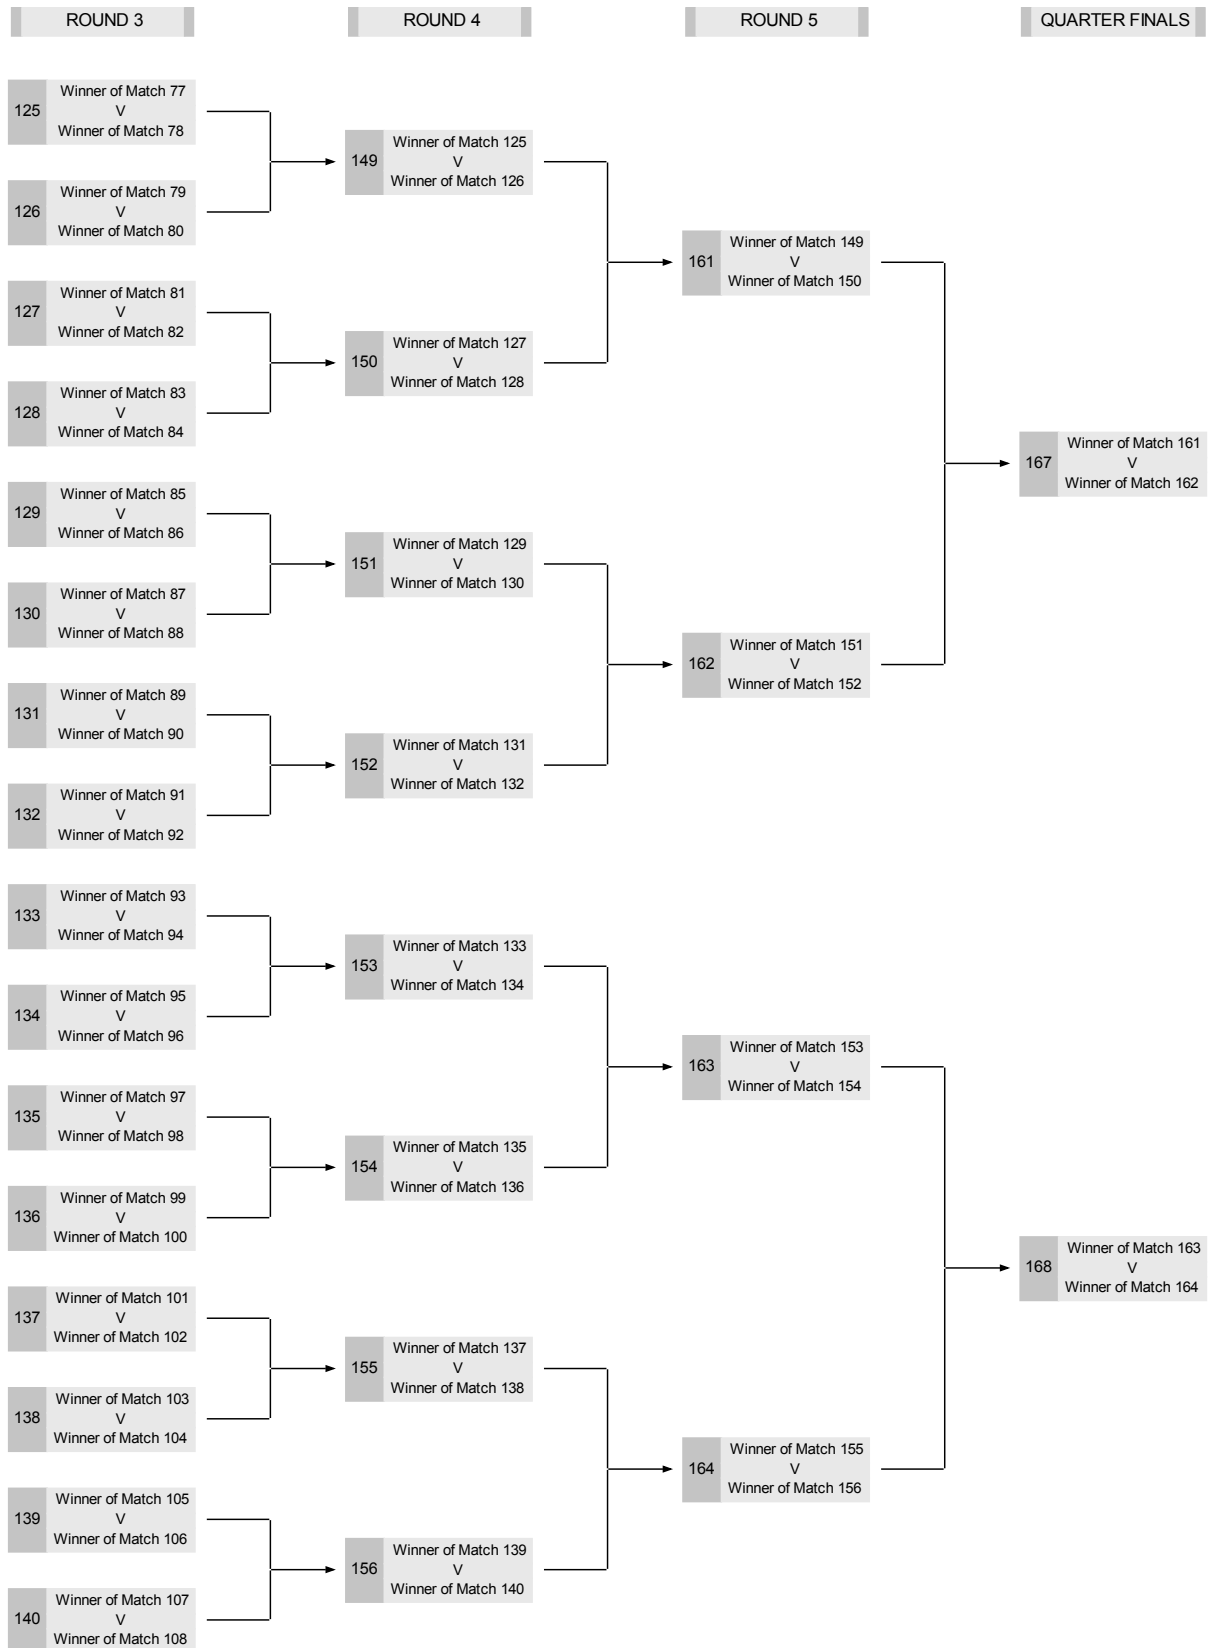 ROUND 3
ROUND 4
ROUND 5
QUARTER FINALS
125
Winner of Match 77
V
Winner of Match 78
126
Winner of Match 79
V
Winner of Match 80
127
Winner of Match 81
V
Winner of Match 82
128
Winner of Match 83
V
Winner of Match 84
129
Winner of Match 85
V
Winner of Match 86
130
Winner of Match 87
V
Winner of Match 88
131
Winner of Match 89
V
Winner of Match 90
132
Winner of Match 91
V
Winner of Match 92
133
Winner of Match 93
V
Winner of Match 94
134
Winner of Match 95
V
Winner of Match 96
135
Winner of Match 97
V
Winner of Match 98
136
Winner of Match 99
V
Winner of Match 100
137
Winner of Match 101
V
Winner of Match 102
138
Winner of Match 103
V
Winner of Match 104
139
Winner of Match 105
V
Winner of Match 106
140
Winner of Match 107
V
Winner of Match 108
149
Winner of Match 125
V
Winner of Match 126
150
Winner of Match 127
V
Winner of Match 128
151
Winner of Match 129
V
Winner of Match 130
152
Winner of Match 131
V
Winner of Match 132
153
Winner of Match 133
V
Winner of Match 134
154
Winner of Match 135
V
Winner of Match 136
155
Winner of Match 137
V
Winner of Match 138
156
Winner of Match 139
V
Winner of Match 140
161
Winner of Match 149
V
Winner of Match 150
162
Winner of Match 151
V
Winner of Match 152
163
Winner of Match 153
V
Winner of Match 154
164
Winner of Match 155
V
Winner of Match 156
167
Winner of Match 161
V
Winner of Match 162
168
Winner of Match 163
V
Winner of Match 164